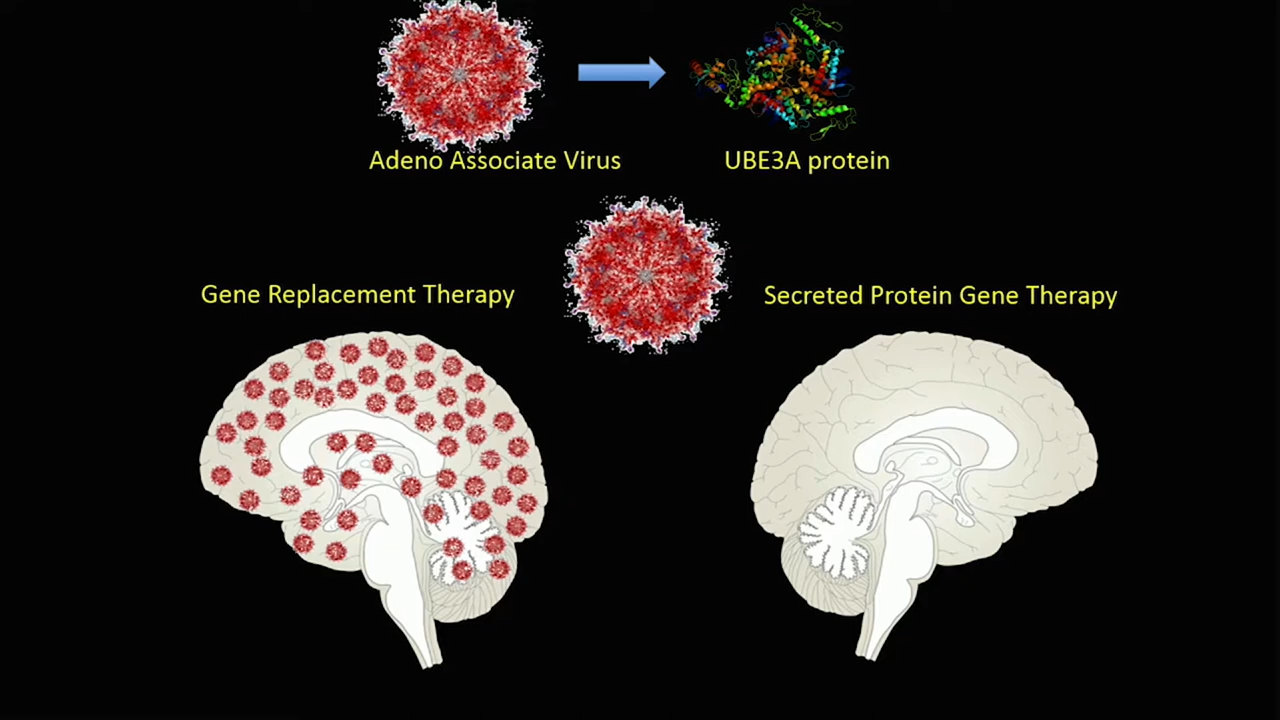 Adeno Associate Virus
UBE3A protein
Gene Replacement Therapy
Secreted Protein Gene Therapy